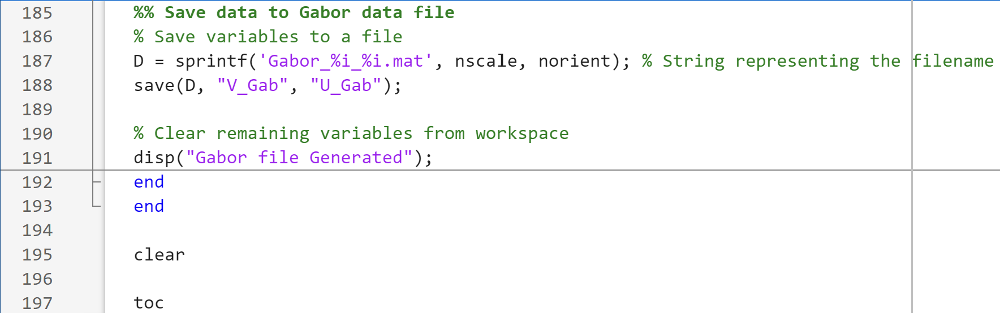 185 %% Save data to Gabor data file
186 % Save variables to a file
187 D = sprintf('Gabor_%i_%i.mat', nscale, norient); % String representing the filename
188 save(D, "V_Gab", "U_Gab");
189
190 % Clear remaining variables from workspace
191 disp("Gabor file Generated");
192 end
193 end
194
195 clear
196
197 toc